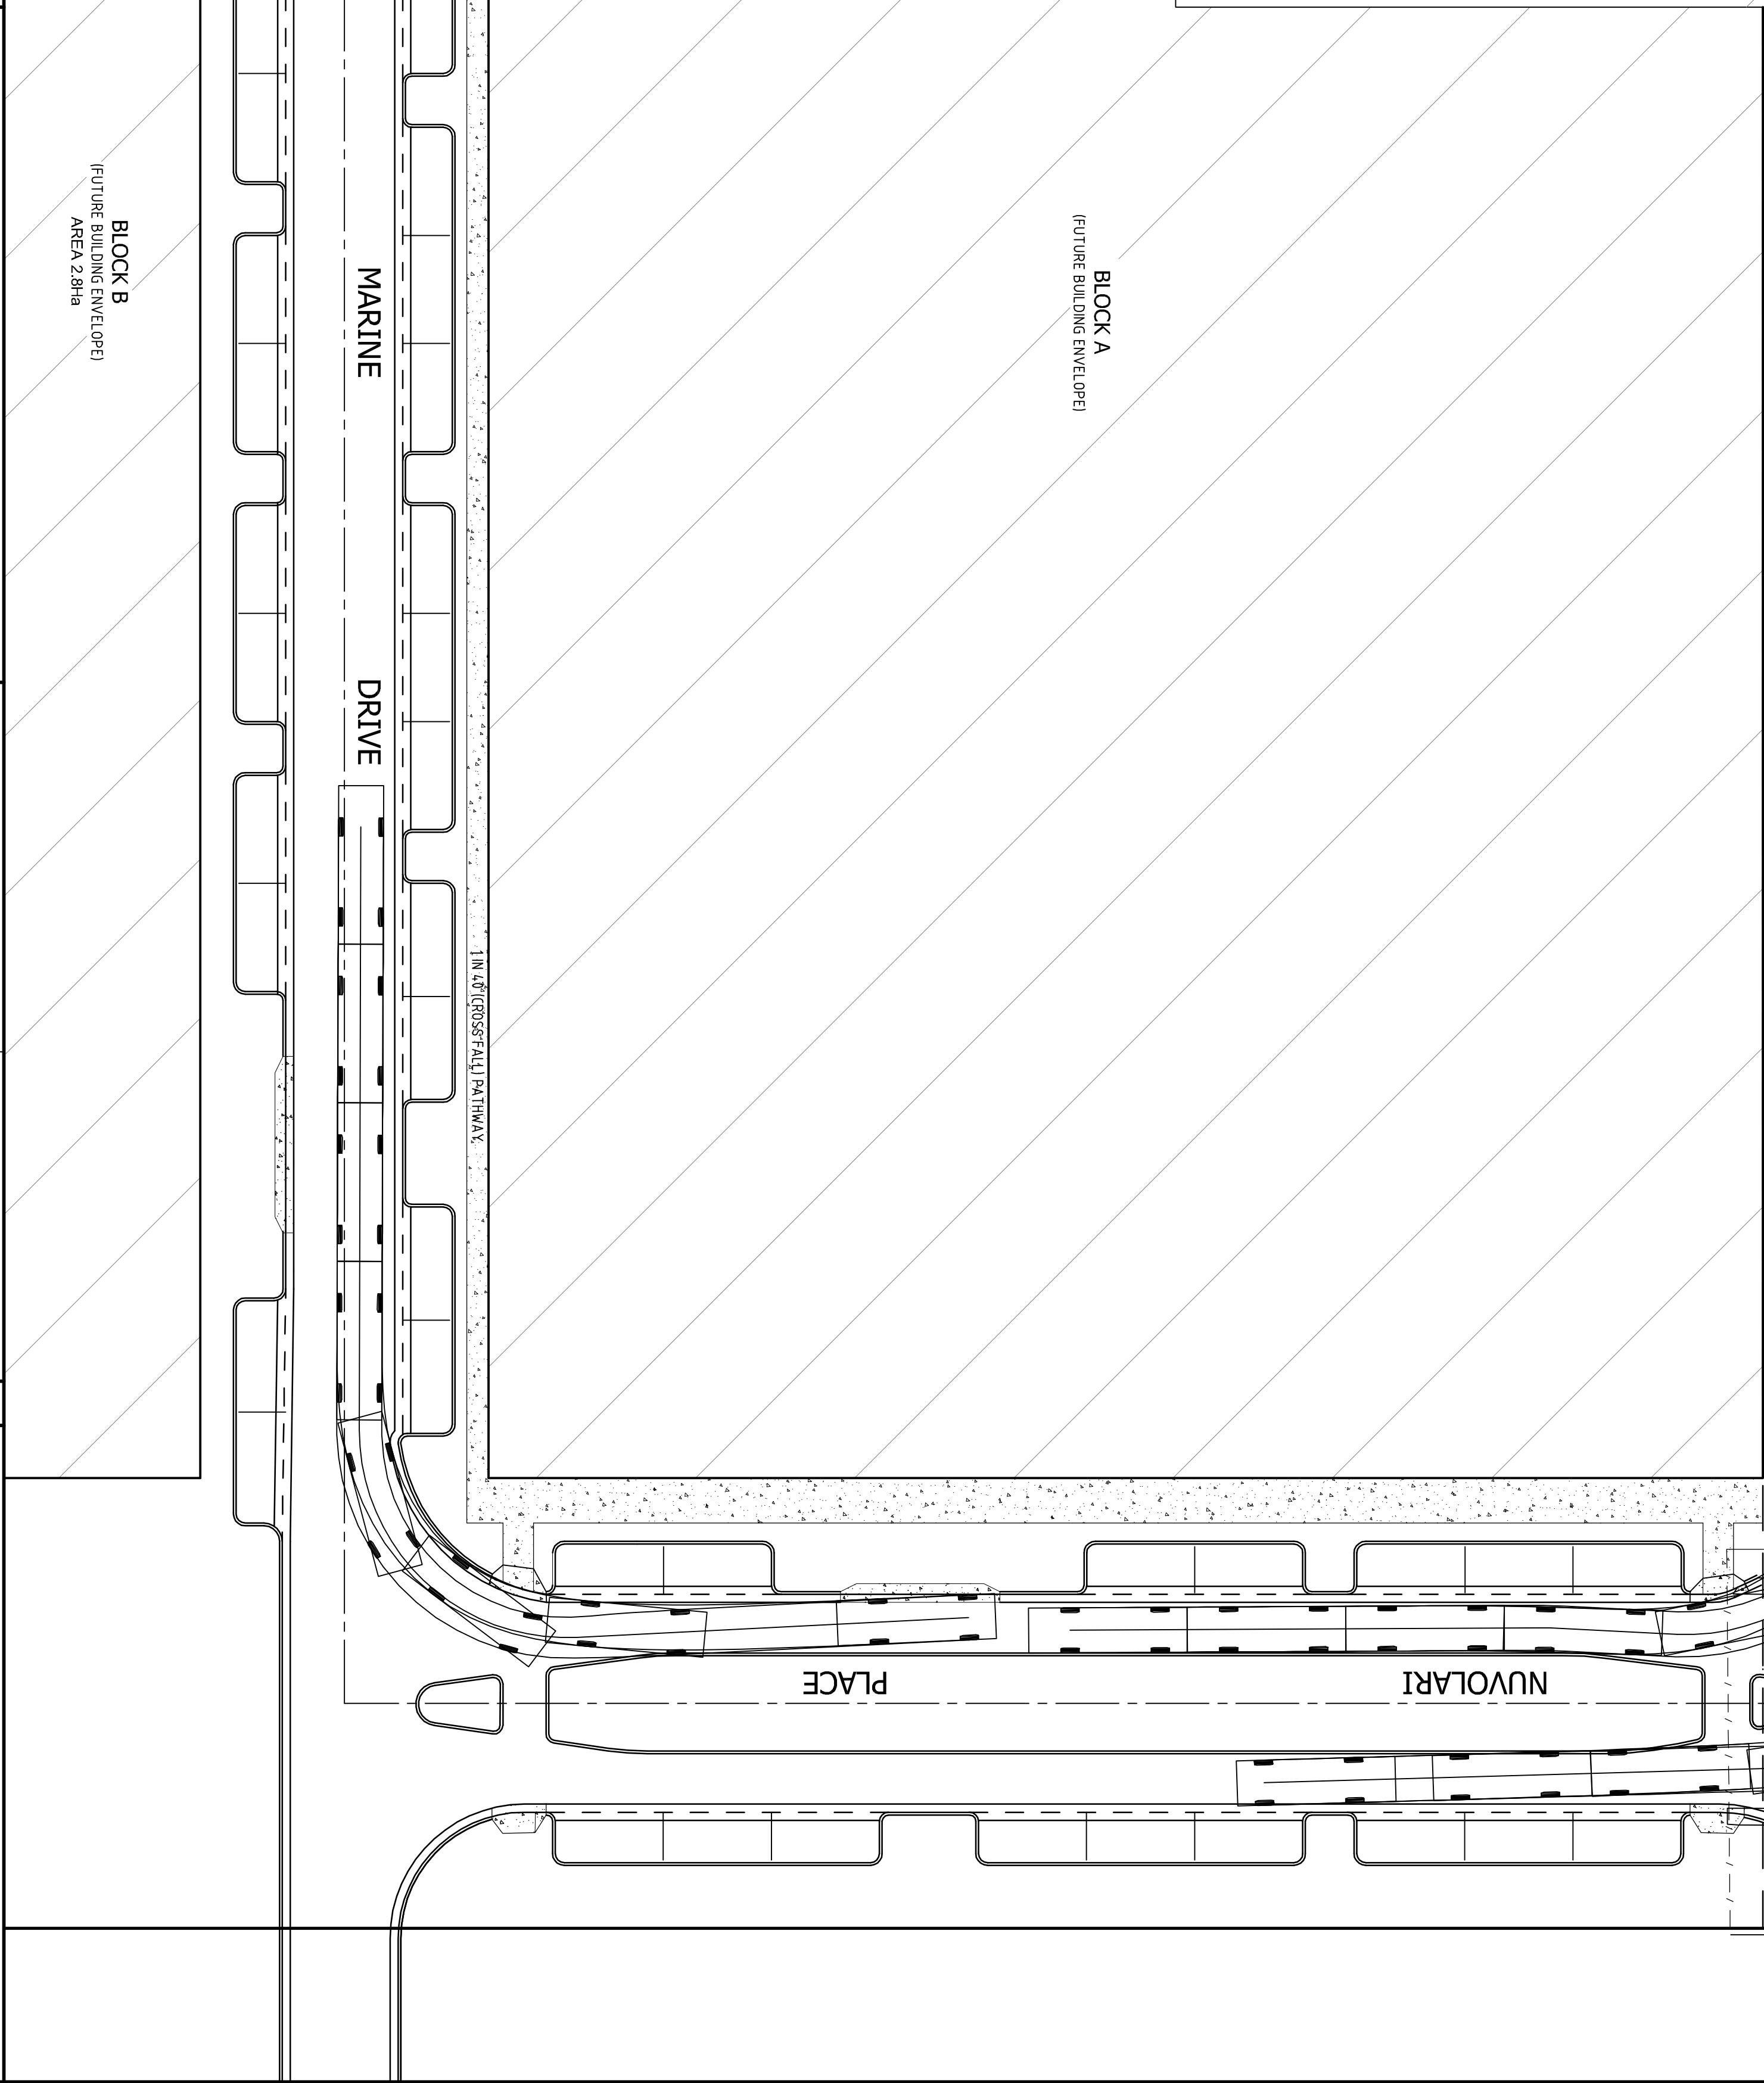 BLOCK B
(FUTURE BUILDING ENVELOPE)
AREA 2.8Ha
MARINE DRIVE
BLOCK A
(FUTURE BUILDING ENVELOPE)
1 IN 40 (CROSS FALL) PATHWAY
NUVOLARI PLACE